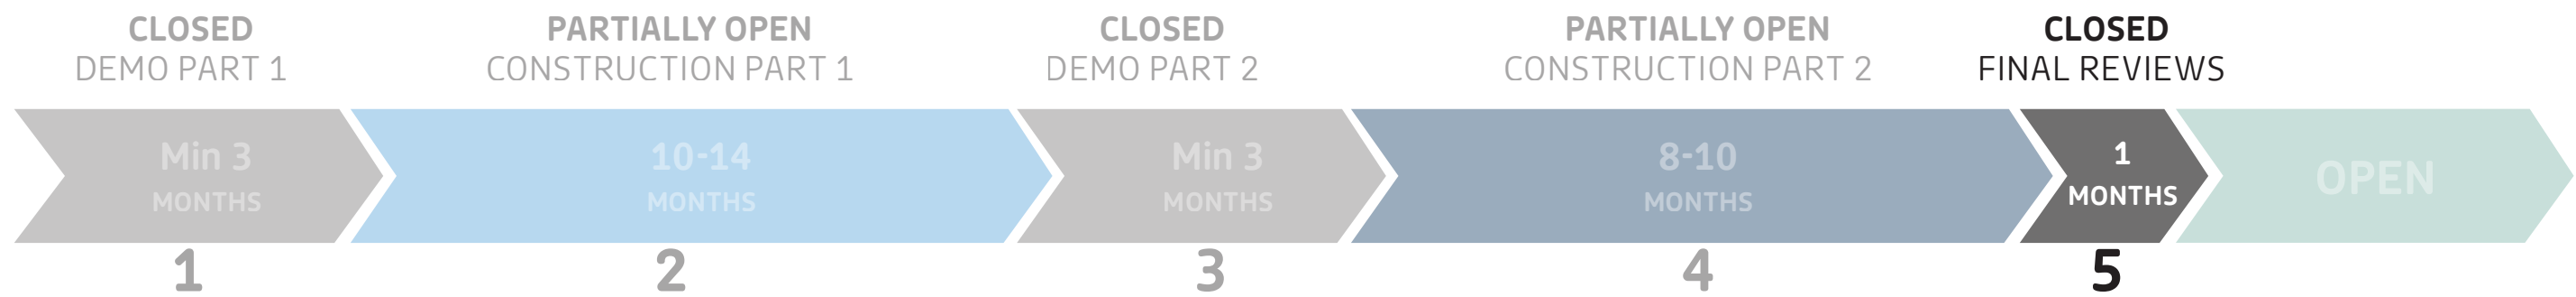 CLOSED
DEMO PART 1
PARTIALLY OPEN
CONSTRUCTION PART 1
CLOSED
DEMO PART 2
PARTIALLY OPEN
CONSTRUCTION PART 2
CLOSED
FINAL REVIEWS
Min 3
MONTHS
10-14
MONTHS
Min 3
MONTHS
8-10
MONTHS
1
MONTHS
OPEN
1
2
3
4
5